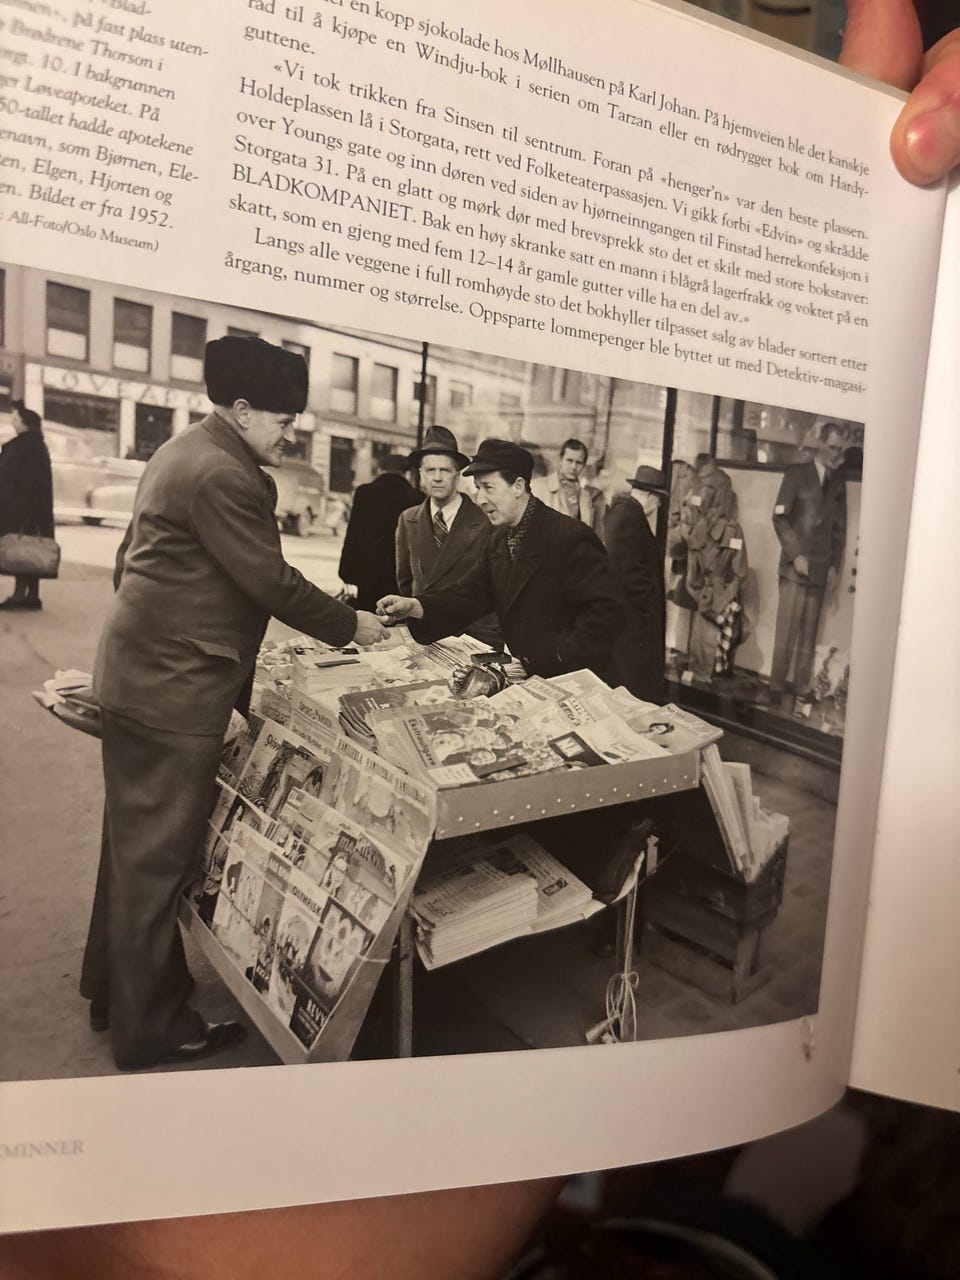 «Blad-
», på fast plass uten-
Brødrene Thorson i
10. I bakgrunnen
Løveapoteket. På
50-tallet hadde apotekene
navn, som Bjørnen, Ele-
Elgen, Hjorten og
Bildet er fra 1952.
All-Foto/Oslo Museum)
en kopp sjokolade hos Møllhausen på Karl Johan. På hjemveien ble det kanskje
råd til å kjøpe en Windju-bok i serien om Tarzan eller en rødrygget bok om Hardy-
guttene.
«Vi tok trikken fra Sinsen til sentrum. Foran på «henger'n» var den beste plassen.
Holdeplassen lå i Storgata, rett ved Folketeaterpassasjen. Vi gikk forbi «Edvin» og skrådde
over Youngs gate og inn døren ved siden av hjørneinngangen til Finstad herrekonfeksjon i
Storgata 31. På en glatt og mørk dør med brevsprekk sto det et skilt med store bokstaver:
BLADKOMPANIET. Bak en høy skranke satt en mann i blågrå lagerfrakk og voktet på en
skatt, som en gjeng med fem 12–14 år gamle gutter ville ha en del av.»
Langs alle veggene i full romhøyde sto det bokhyller tilpasset salg av blader sortert etter
årgang, nummer og størrelse. Oppsparte lommepenger ble byttet ut med Detektiv-magasi-
LØVEAPO
OLYMPISK
REVY
MINNER